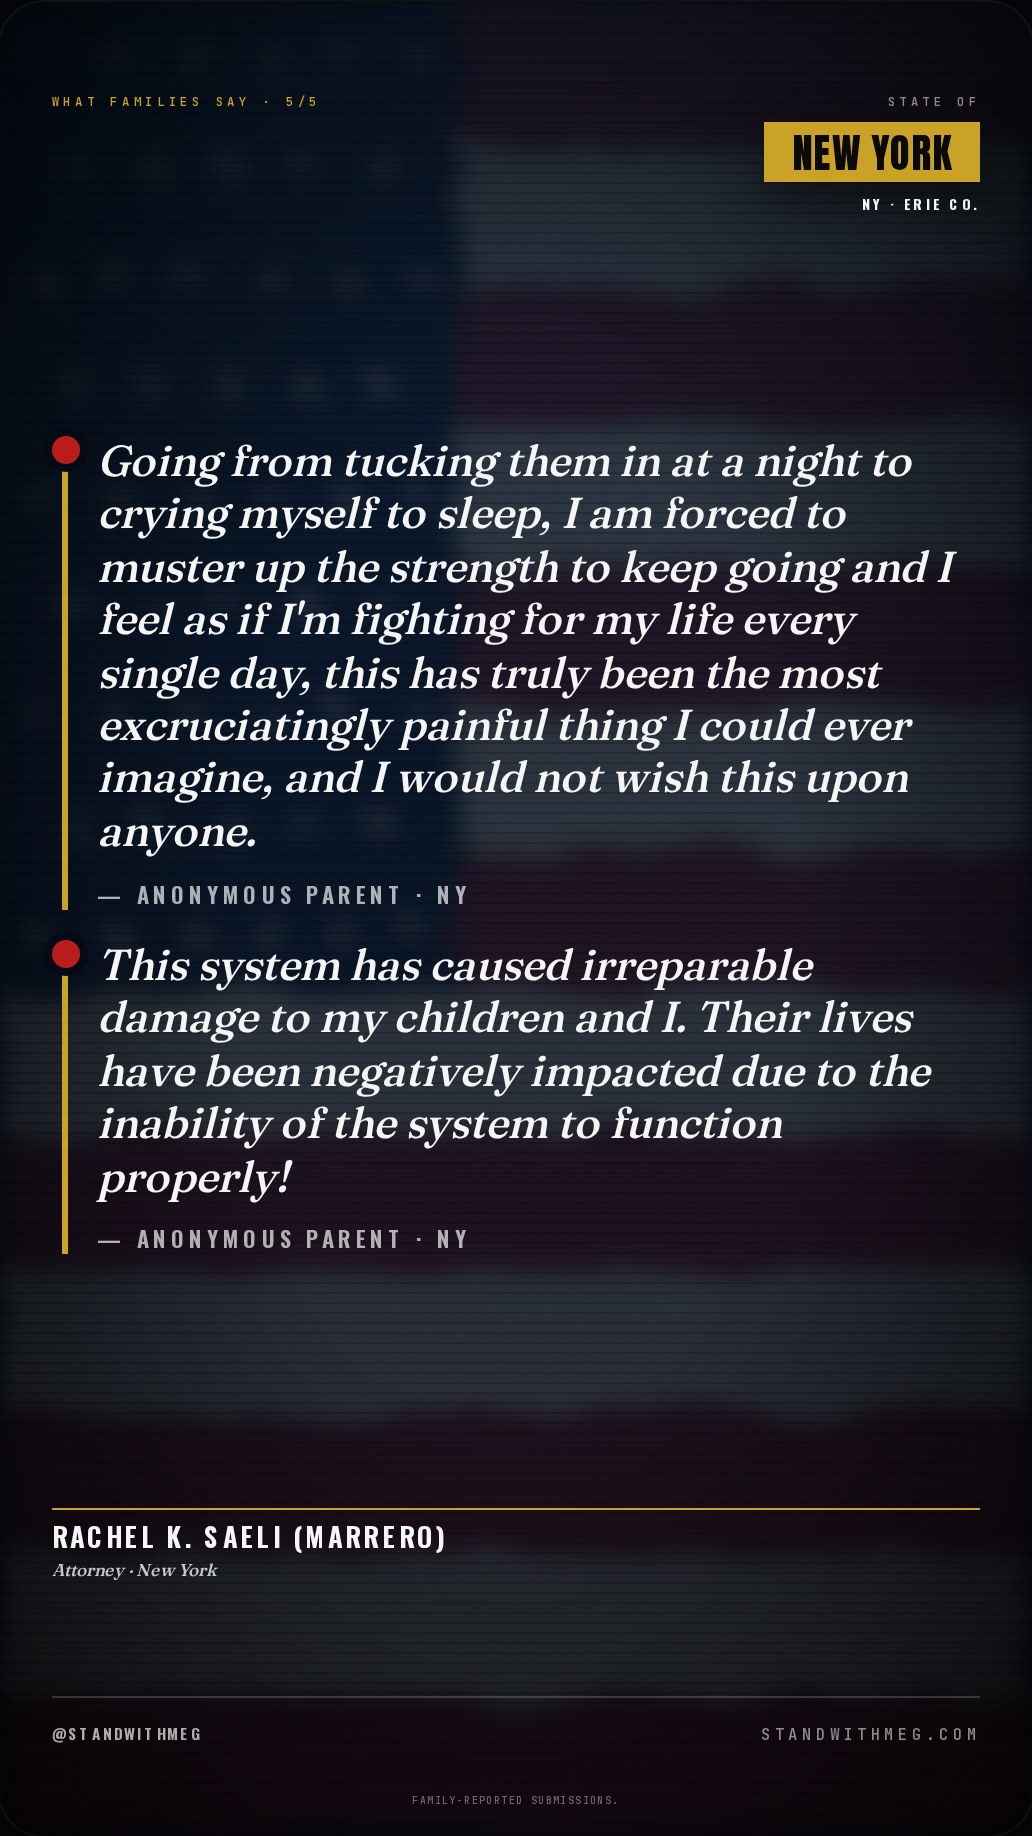 WHAT FAMILIES SAY · 5/5
STATE OF
NEW YORK
NY · ERIE CO.
Going from tucking them in at a night to
crying myself to sleep, I am forced to
muster up the strength to keep going and I
feel as if I'm fighting for my life every
single day, this has truly been the most
excruciatingly painful thing I could ever
imagine, and I would not wish this upon
anyone.
— ANONYMOUS PARENT · NY
This system has caused irreparable
damage to my children and I. Their lives
have been negatively impacted due to the
inability of the system to function
properly!
— ANONYMOUS PARENT · NY
RACHEL K. SAELI (MARRERO)
Attorney · New York
@STANDWITHMEG
STANDWITHMEG.COM
FAMILY-REPORTED SUBMISSIONS.